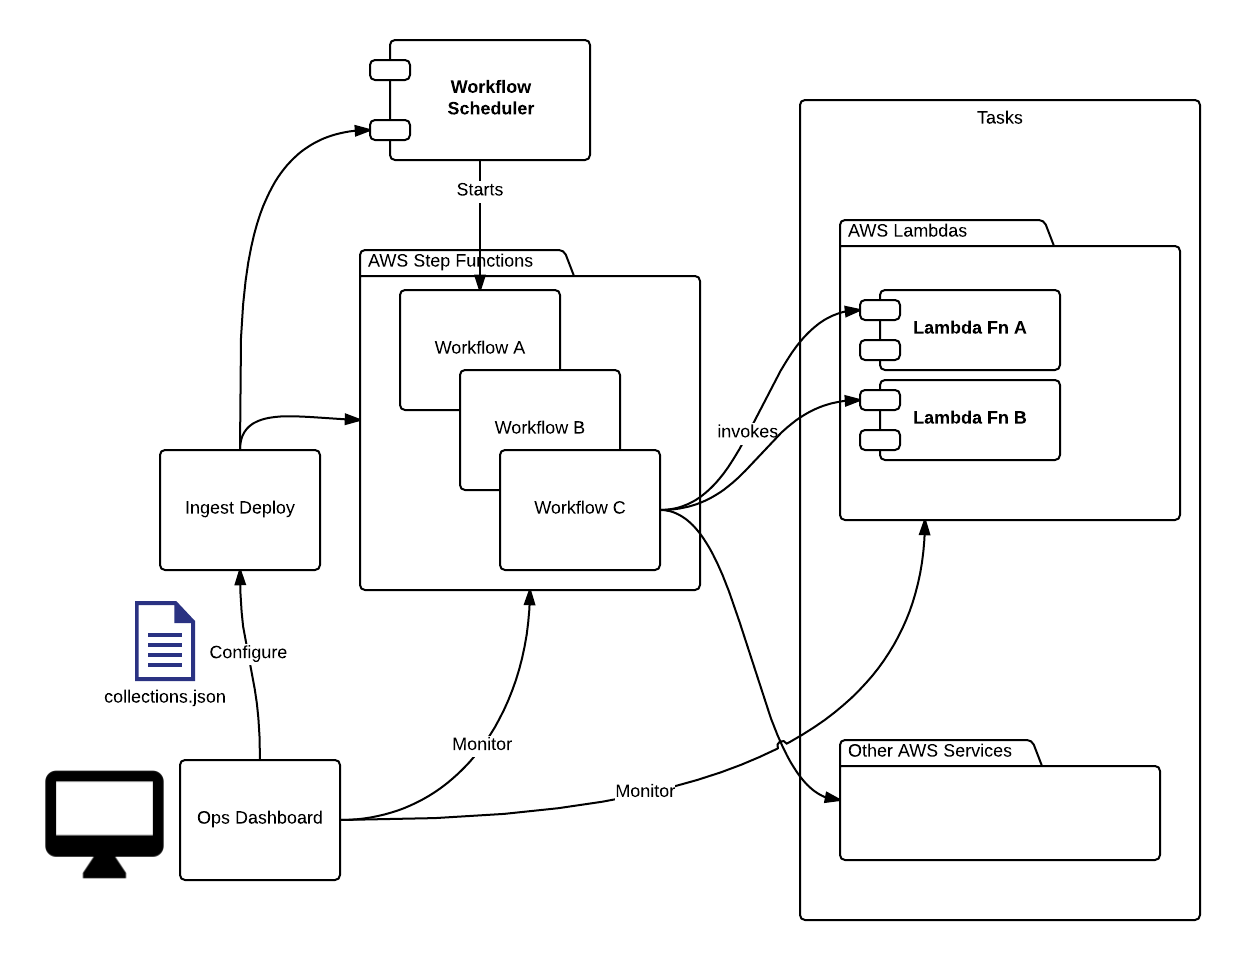 Workflow
Scheduler
Tasks
Starts
AWS Lambdas
AWS Step Functions
Lambda Fn A
Workflow A
Lambda Fn B
Workflow B
invokes
Ingest Deploy
Workflow C
Configure
collections.json
Monitor
Other AWS Services
Monitor
Ops Dashboard